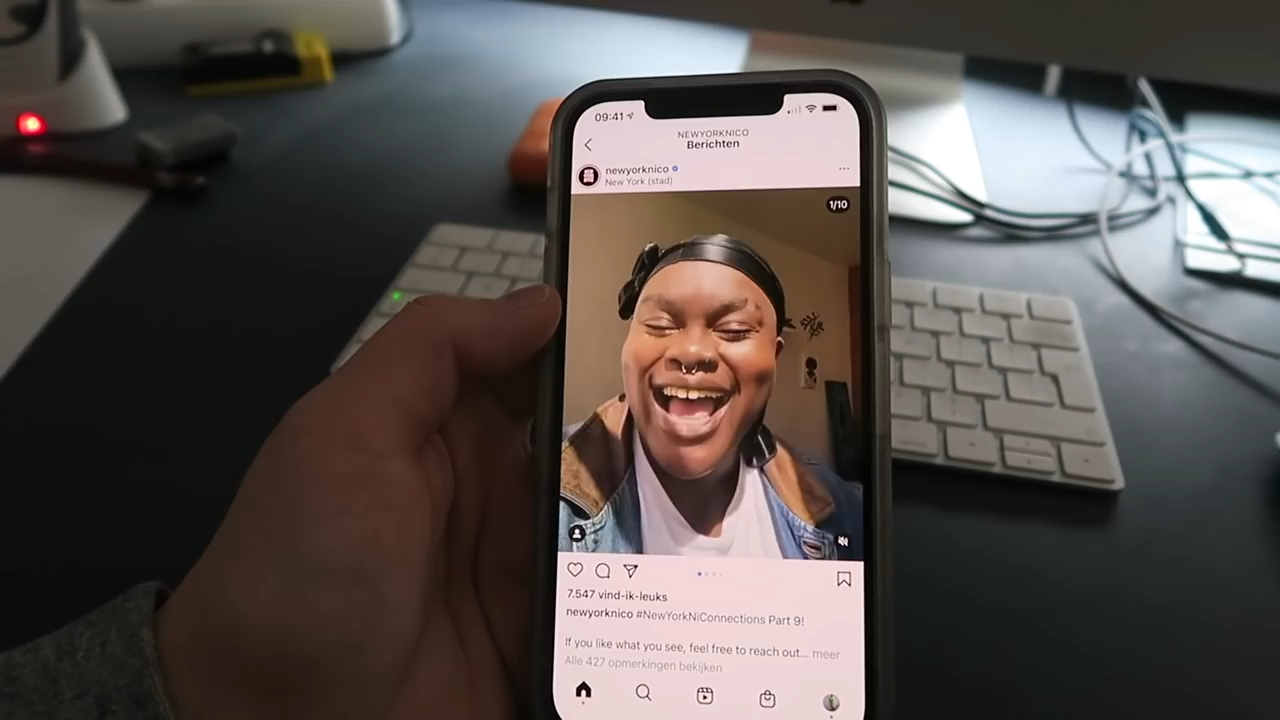 09:41
NEWYORKNICO
Berichten
newyorknico
New York (stad)
1/10
7.547 vind-ik-leuks
newyorknico #NewYorkNiConnections Part 9!
If you like what you see, feel free to reach out... meer
Alle 427 opmerkingen bekijken